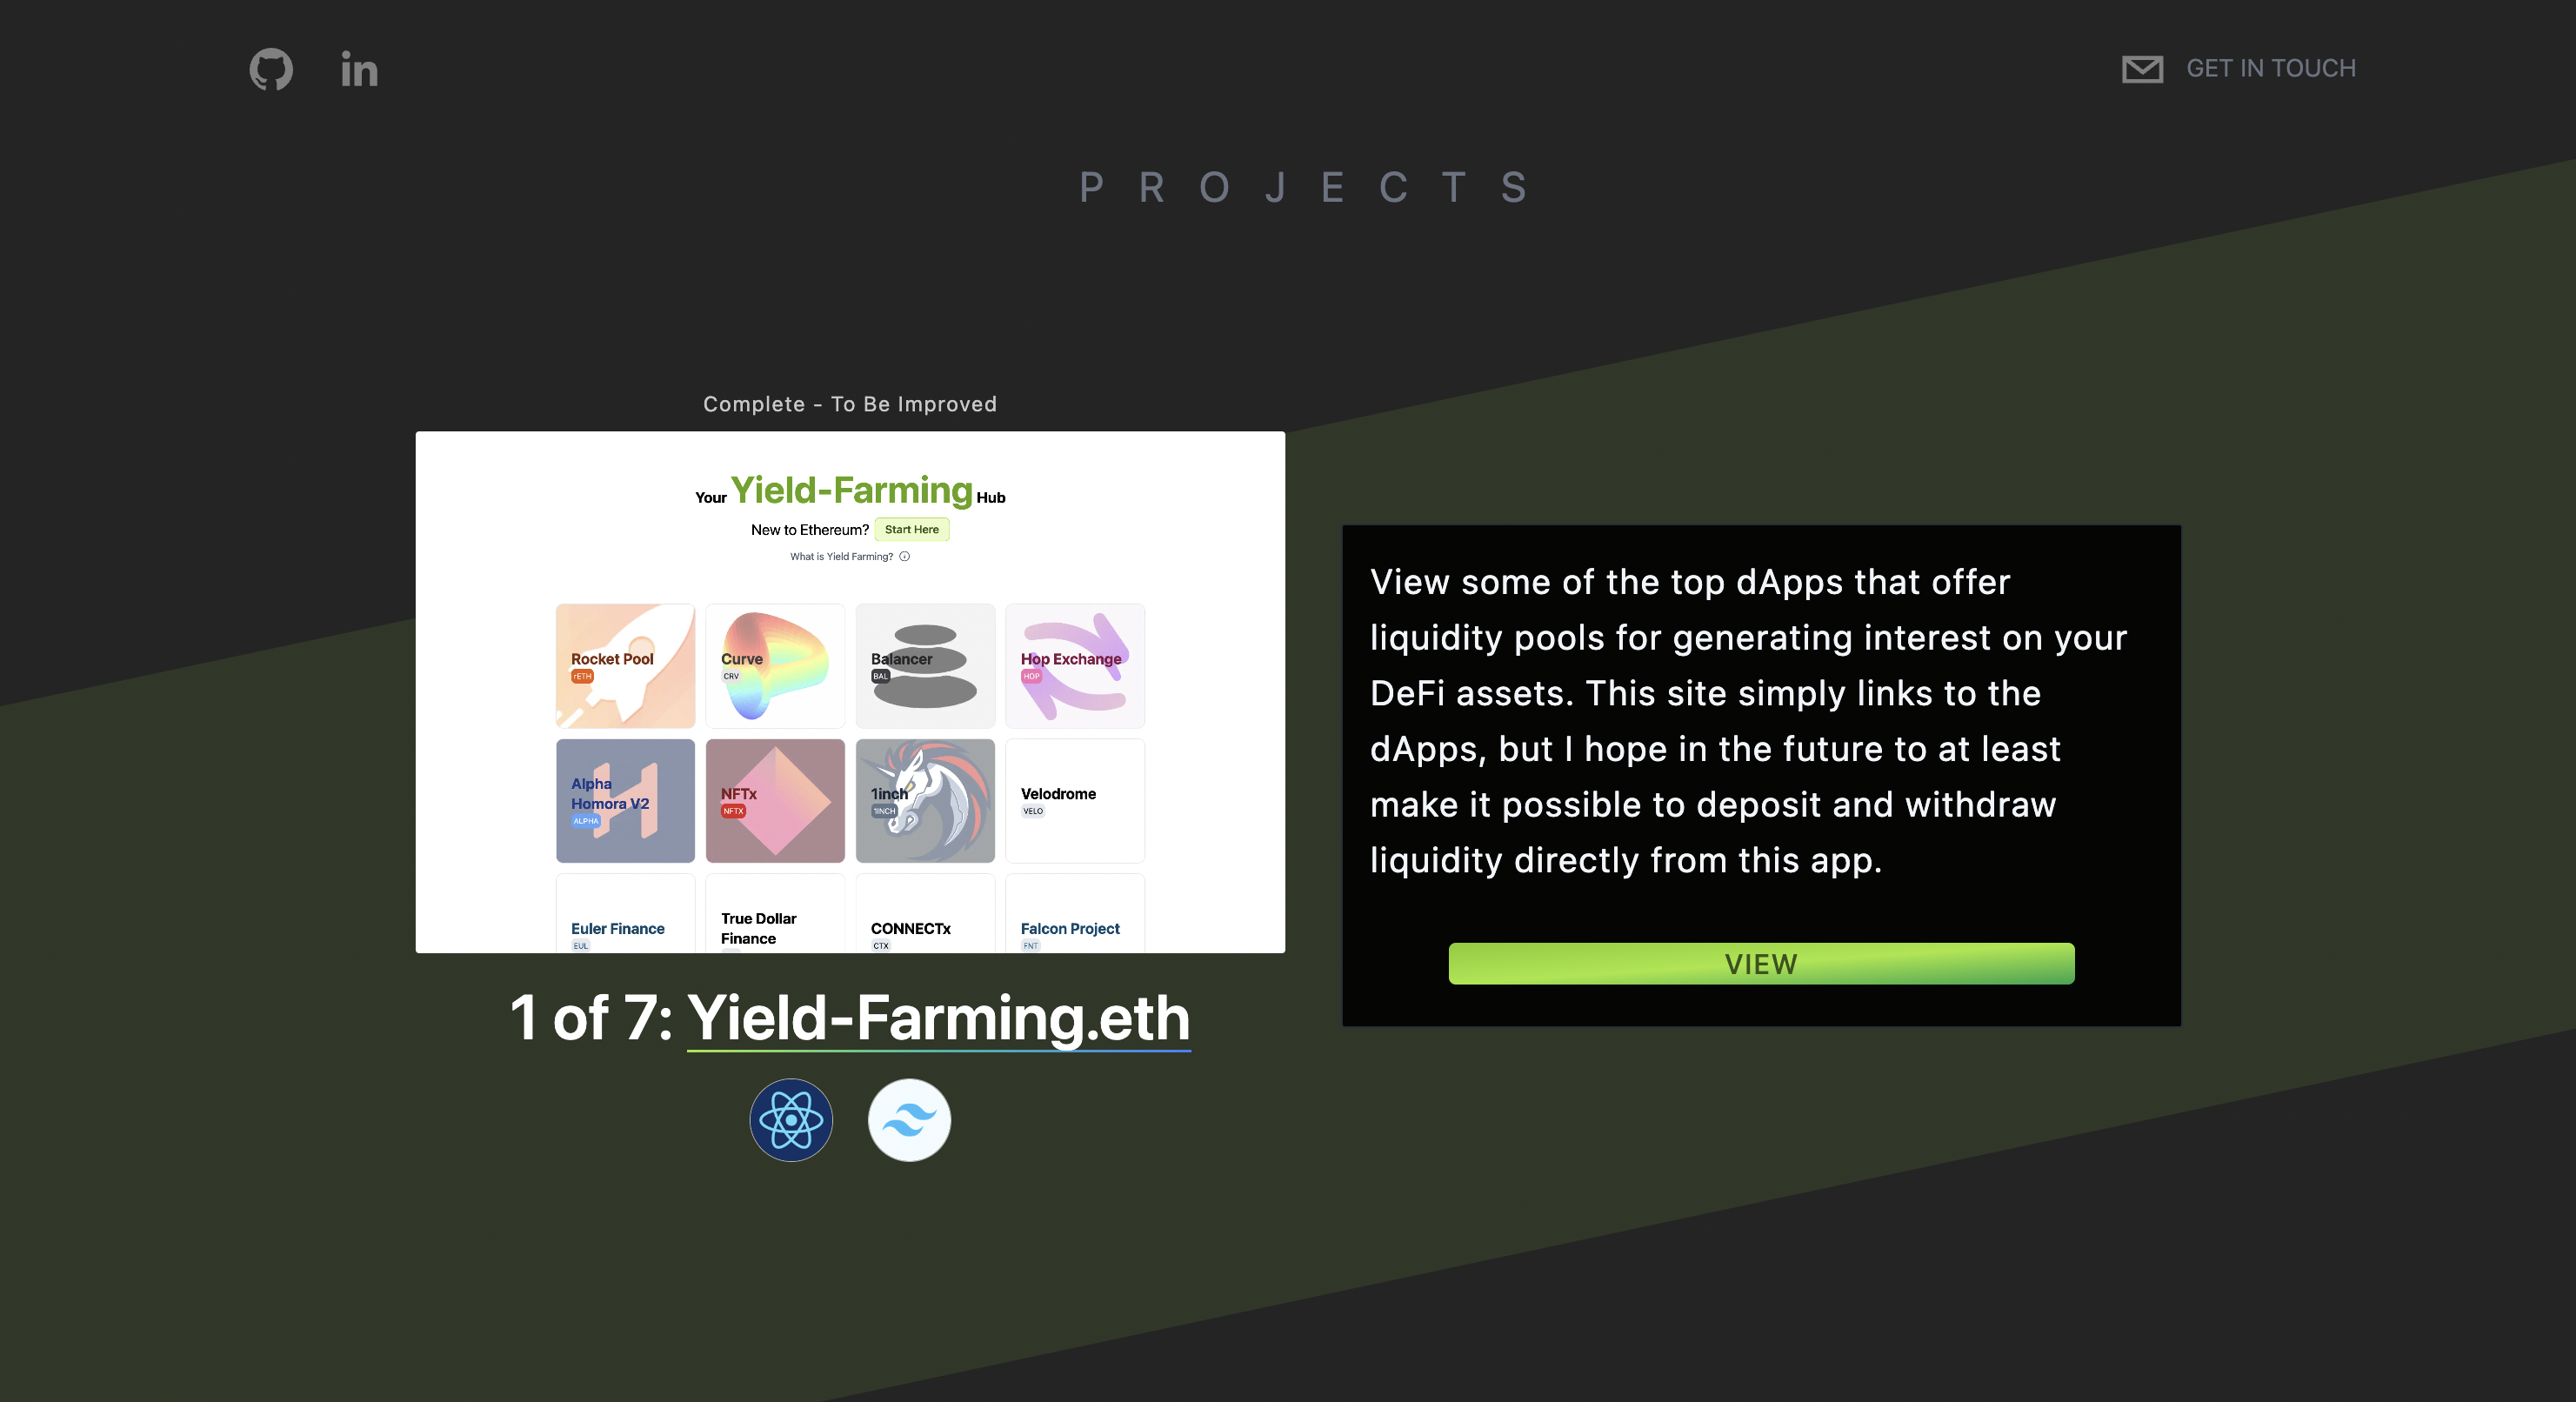 in
GET IN TOUCH
PROJECTS
Complete - To Be Improved
Your Yield-Farming Hub
New to Ethereum? Start Here
What is Yield Farming?
Rocket Pool
rETH
Curve
CRV
Balancer
BAL
Hop Exchange
HOP
Alpha
Homora V2
ALPHA
NFTx
NFTX
1inch
1INCH
Velodrome
VELO
Euler Finance
EUL
True Dollar
Finance
CONNECTx
CTX
Falcon Project
FNT
1 of 7: Yield-Farming.eth
View some of the top dApps that offer
liquidity pools for generating interest on your
DeFi assets. This site simply links to the
dApps, but I hope in the future to at least
make it possible to deposit and withdraw
liquidity directly from this app.
VIEW